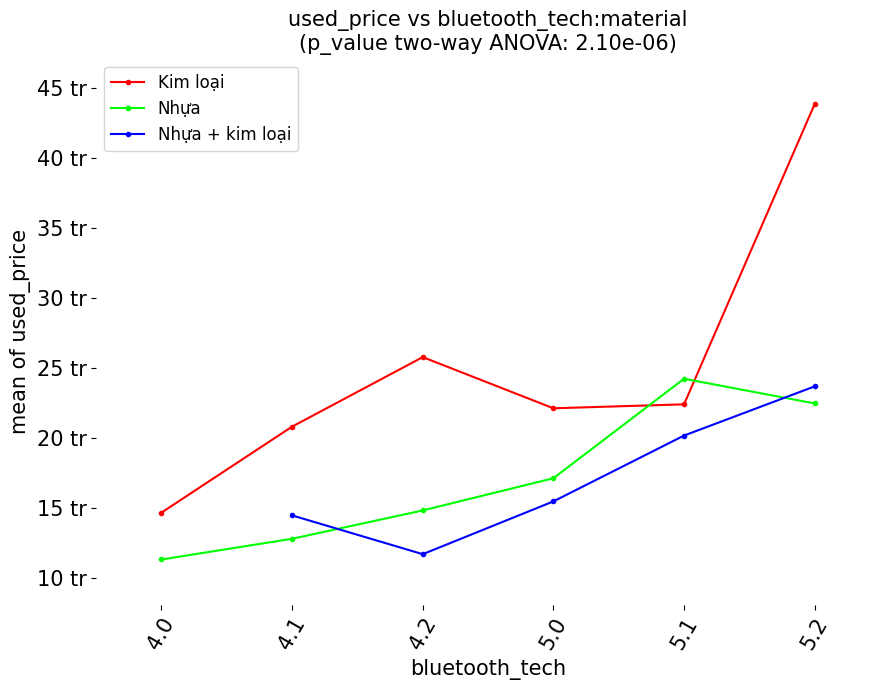 used_price vs bluetooth_tech:material
(p_value two-way ANOVA: 2.10e-06)
Kim loại
Nhựa
Nhựa + kim loại
45 tr
40 tr
35 tr
30 tr
25 tr
20 tr
15 tr
10 tr
mean of used_price
4.0
4.1
4.2
5.0
5.1
5.2
bluetooth_tech